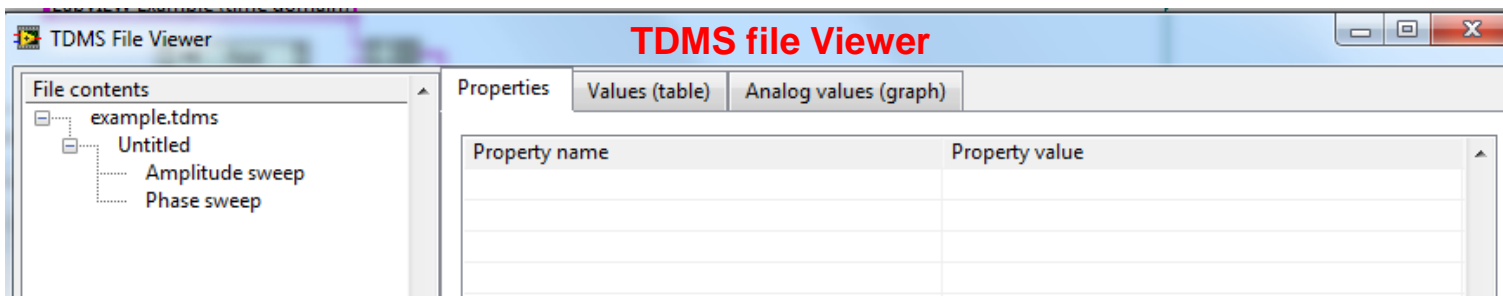 TDMS File Viewer
TDMS file Viewer
File contents
example.tdms
Untitled
Amplitude sweep
Phase sweep
Properties
Values (table)
Analog values (graph)
Property name
Property value